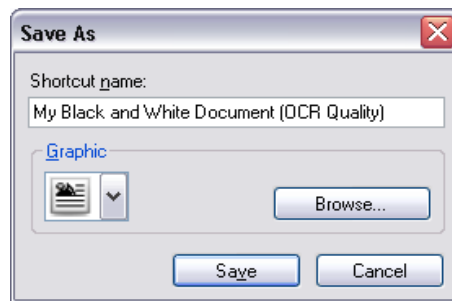 Save As
Shortcut name:
My Black and White Document (OCR Quality)
Graphic
Browse...
Save
Cancel